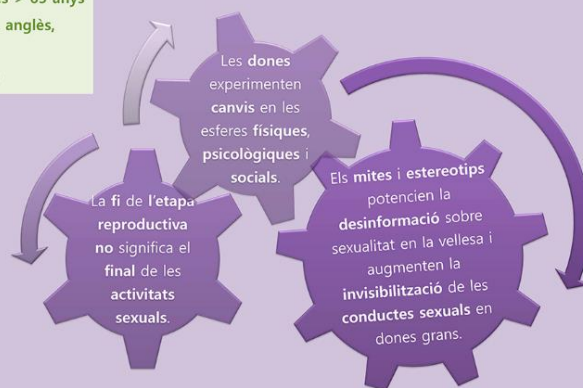 > 65 anys
anglès,
Les dones
experimenten
canvis en les
esferes físiques,
psicològiques i
socials.
La fi de l'etapa
reproductiva
no significa el
final de les
activitats
sexuals.
Els mites i estereotips
potencien la
desinformació sobre
sexualitat en la vellesa i
augmenten la
invisibilització de les
conductes sexuals en
dones grans.